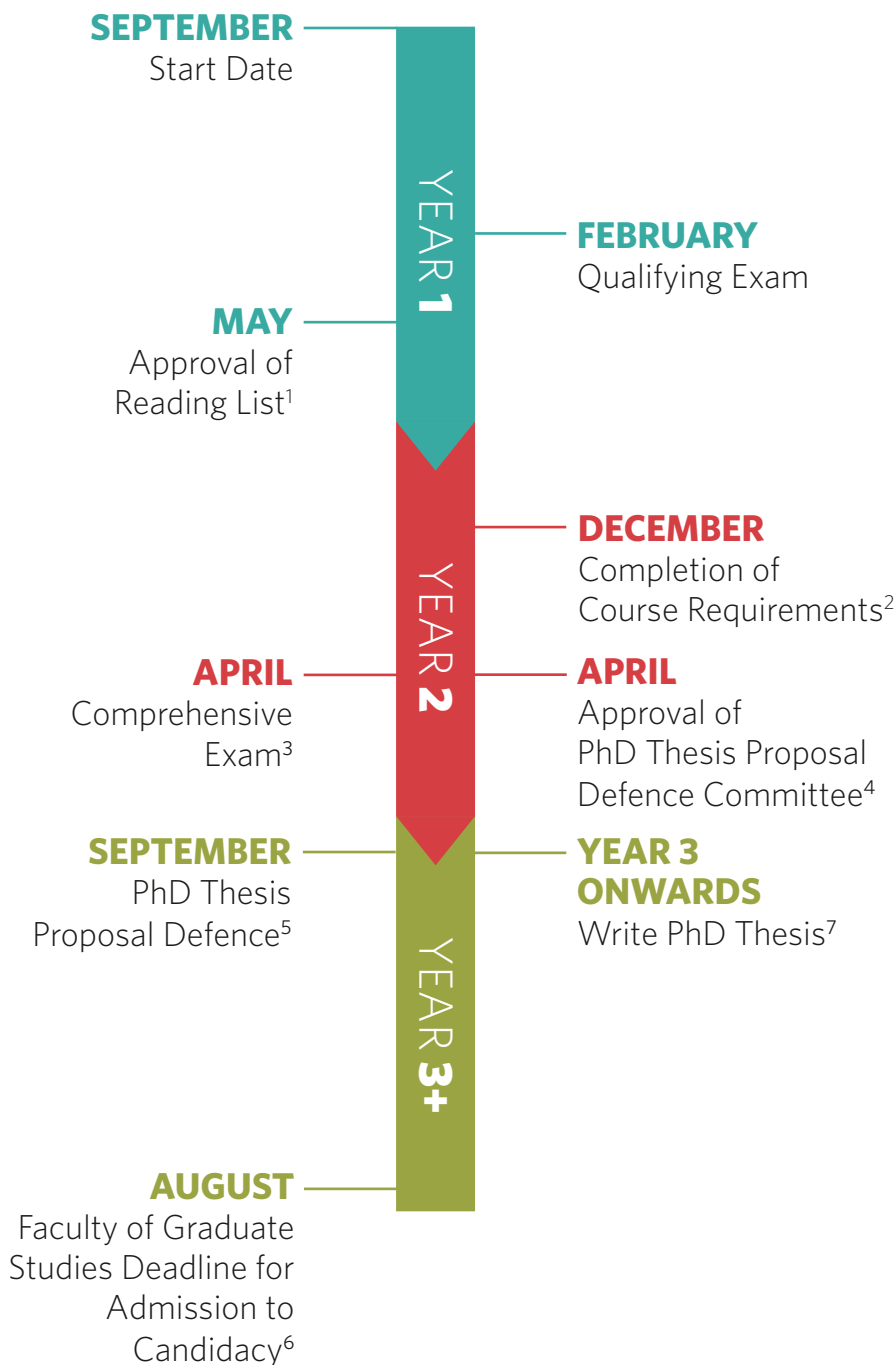 SEPTEMBER
Start Date
YEAR 1
FEBRUARY
Qualifying Exam
MAY
Approval of
Reading List¹
YEAR 2
DECEMBER
Completion of
Course Requirements²
APRIL
Comprehensive
Exam³
APRIL
Approval of
PhD Thesis Proposal
Defence Committee⁴
SEPTEMBER
PhD Thesis
Proposal Defence⁵
YEAR 3
ONWARDS
Write PhD Thesis⁷
YEAR 3+
AUGUST
Faculty of Graduate
Studies Deadline for
Admission to
Candidacy⁶